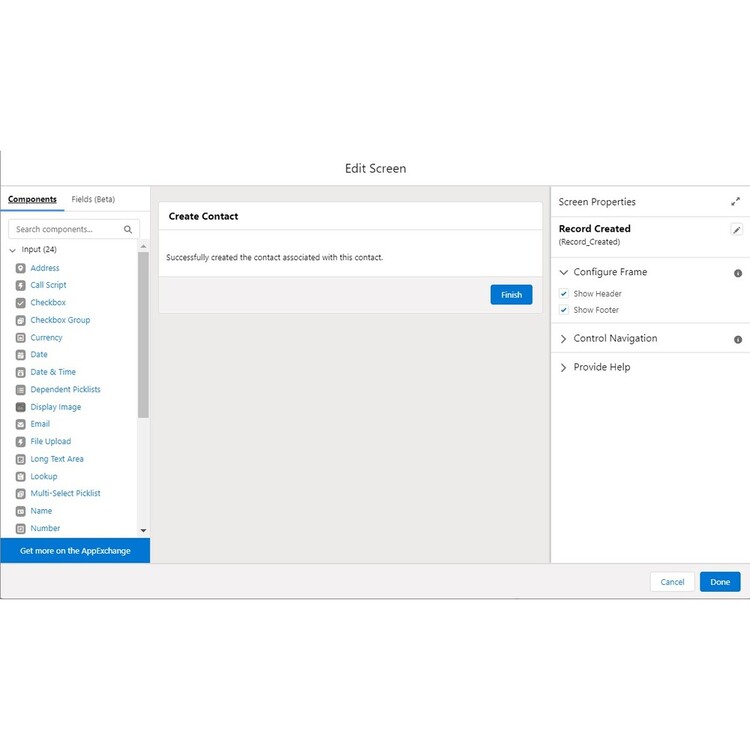 Edit Screen
Components
Fields (Beta)
Search components...
Input (24)
Address
Call Script
Checkbox
Checkbox Group
Currency
Date
Date & Time
Dependent Picklists
Display Image
Email
File Upload
Long Text Area
Lookup
Multi-Select Picklist
Name
Number
Get more on the AppExchange
Create Contact
Successfully created the contact associated with this contact.
Finish
Screen Properties
Record Created
(Record_Created)
Configure Frame
Show Header
Show Footer
Control Navigation
Provide Help
Cancel
Done